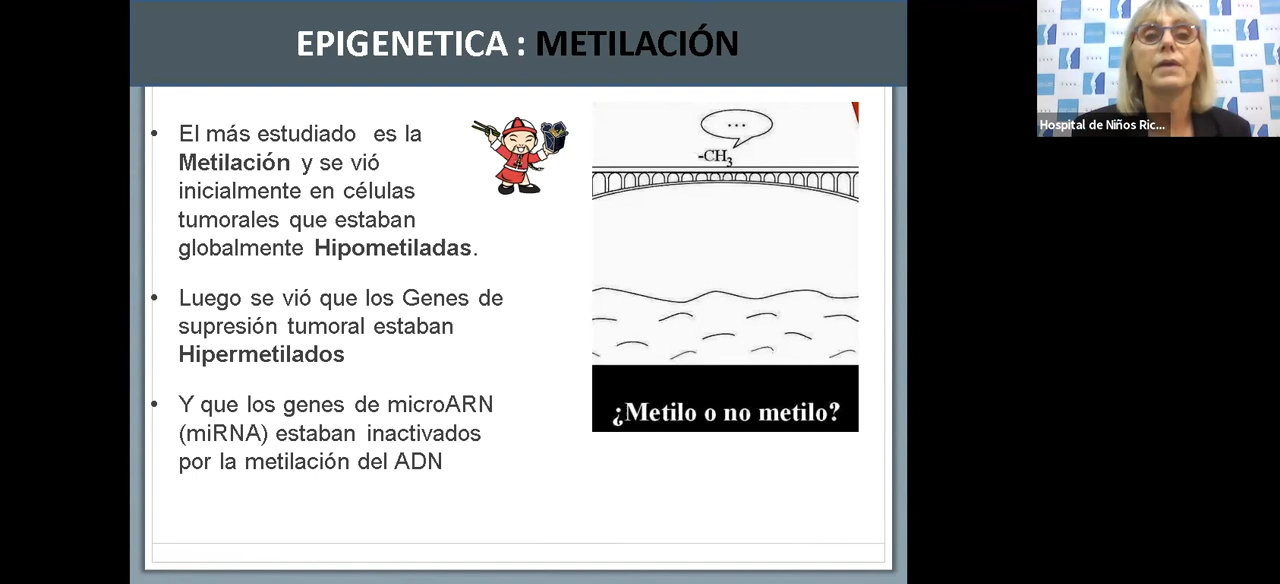 EPIGENETICA : METILACIÓN
El más estudiado es la
Metilación y se vió
inicialmente en células
tumorales que estaban
globalmente Hipometiladas.
Luego se vió que los Genes de
supresión tumoral estaban
Hipermetilados
Y que los genes de microARN
(miRNA) estaban inactivados
por la metilación del ADN
...
-CH3
¿Metilo o no metilo?
Hospital de Niños Ric...